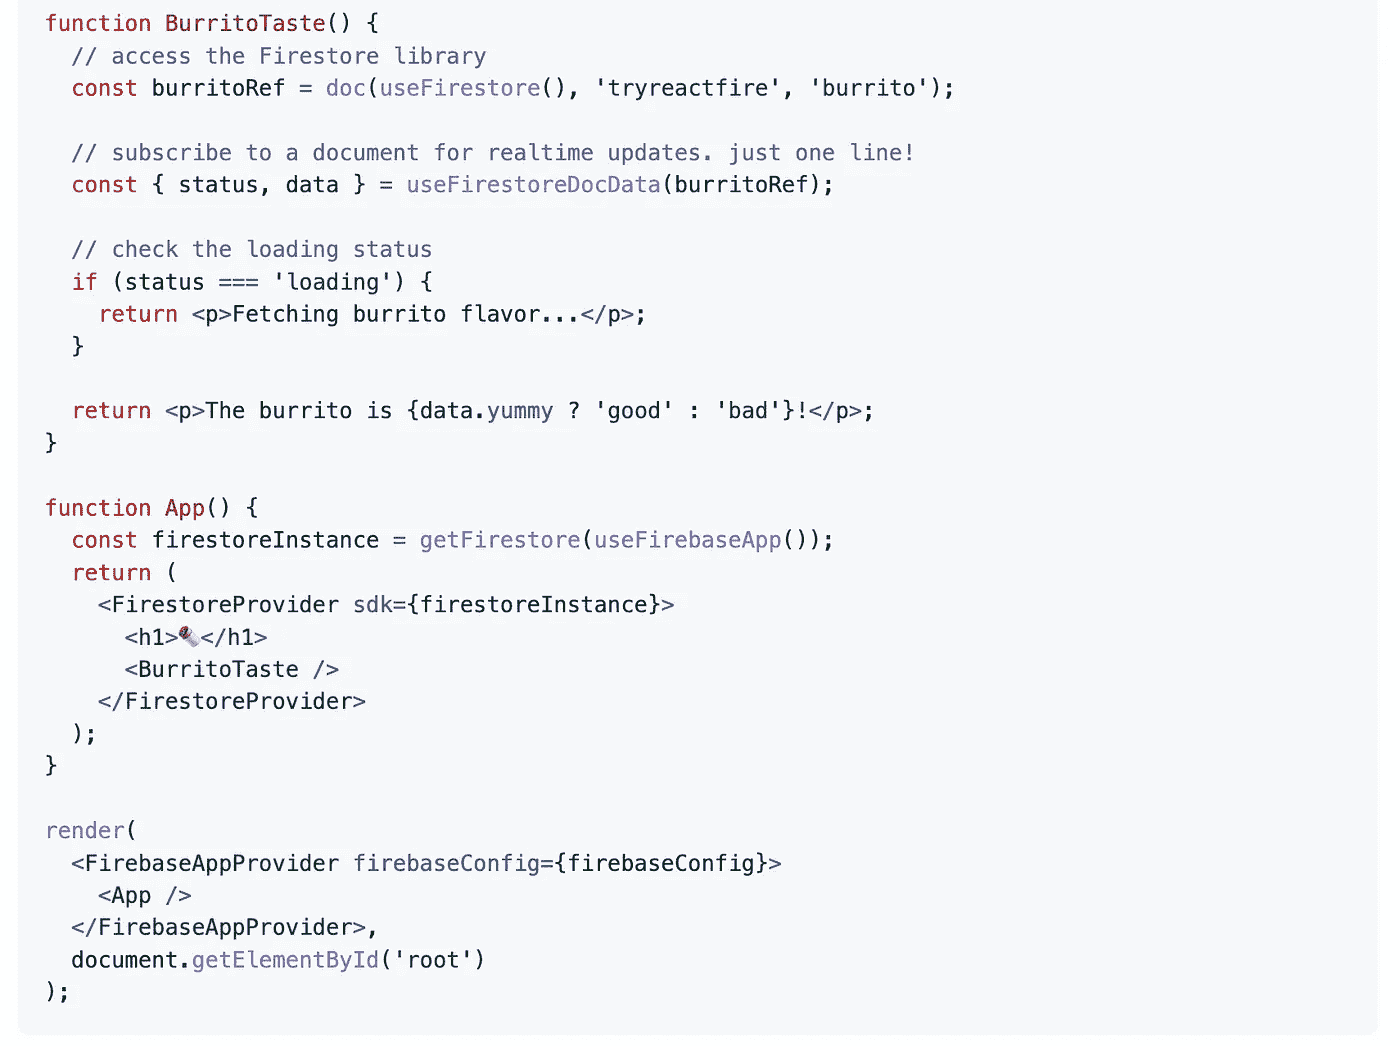 function BurritoTaste() {
  // access the Firestore library
  const burritoRef = doc(useFirestore(), 'tryreactfire', 'burrito');

  // subscribe to a document for realtime updates. just one line!
  const { status, data } = useFirestoreDocData(burritoRef);

  // check the loading status
  if (status === 'loading') {
    return <p>Fetching burrito flavor...</p>;
  }

  return <p>The burrito is {data.yummy ? 'good' : 'bad'}!</p>;
}

function App() {
  const firestoreInstance = getFirestore(useFirebaseApp());
  return (
    <FirestoreProvider sdk={firestoreInstance}>
      <h1>🌯</h1>
      <BurritoTaste />
    </FirestoreProvider>
  );
}

render(
  <FirebaseAppProvider firebaseConfig={firebaseConfig}>
    <App />
  </FirebaseAppProvider>,
  document.getElementById('root')
);